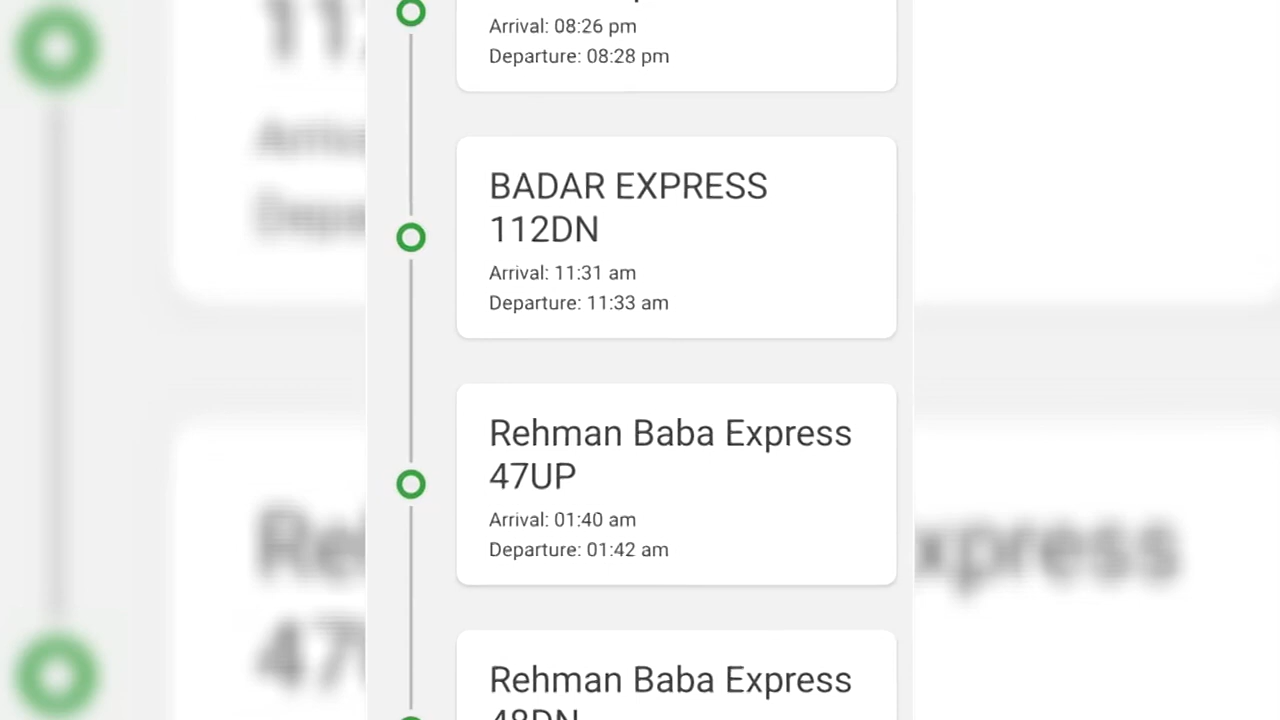 Arrival: 08:26 pm
Departure: 08:28 pm
BADAR EXPRESS
112DN
Arrival: 11:31 am
Departure: 11:33 am
Rehman Baba Express
47UP
Arrival: 01:40 am
Departure: 01:42 am
Rehman Baba Express
48DN